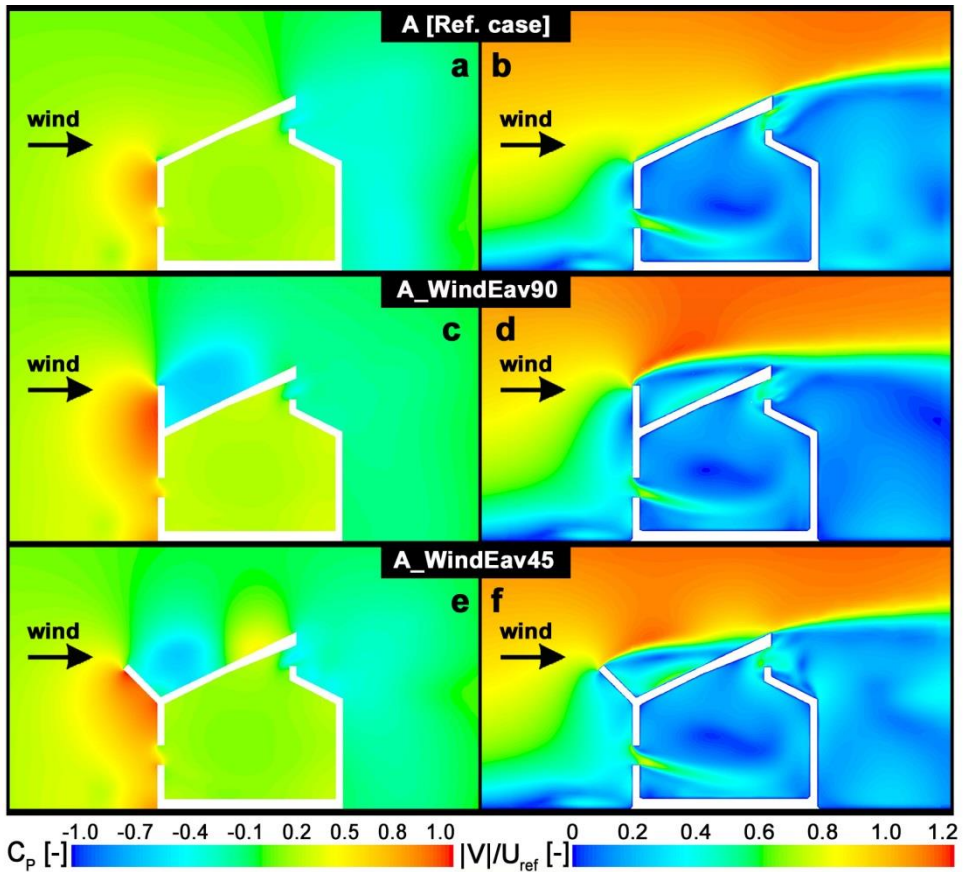 A [Ref. case]
a b
wind wind
A_WindEav90
c d
wind wind
A_WindEav45
e f
wind wind
-1.0 -0.7 -0.4 -0.1 0.2 0.5 0.8 1.0 0 0.2 0.4 0.6 0.8 1.0 1.2
C_P [-] |V|/U_ref [-]